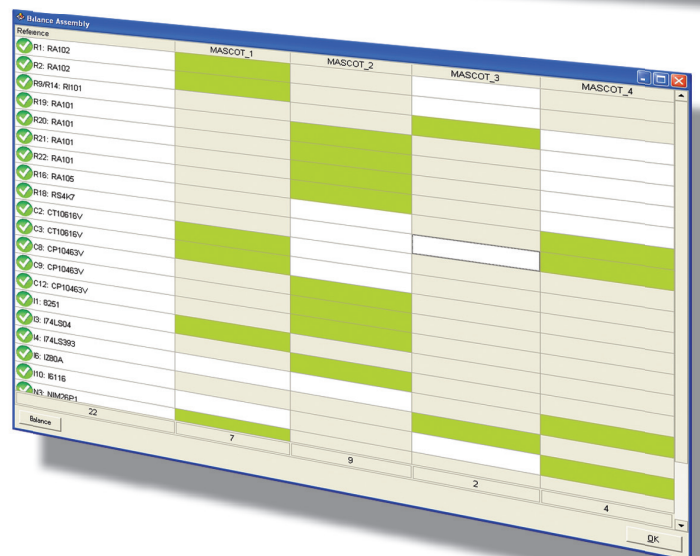 Balance Assembly
Reference MASCOT_1 MASCOT_2 MASCOT_3 MASCOT_4
R1: RA102
R2: RA102
R9/R14: RI101
R19: RA101
R20: RA101
R21: RA101
R22: RA101
R16: RA105
R18: RS4K7
C2: CT10616V
C3: CT10616V
C8: CP10463V
C9: CP10463V
C12: CP10463V
I1: 8251
I3: I74LS04
I4: I74LS393
I6: IZ80A
I10: I6116
N3: NIM26P1
22 7 9 2 4
Balance
OK